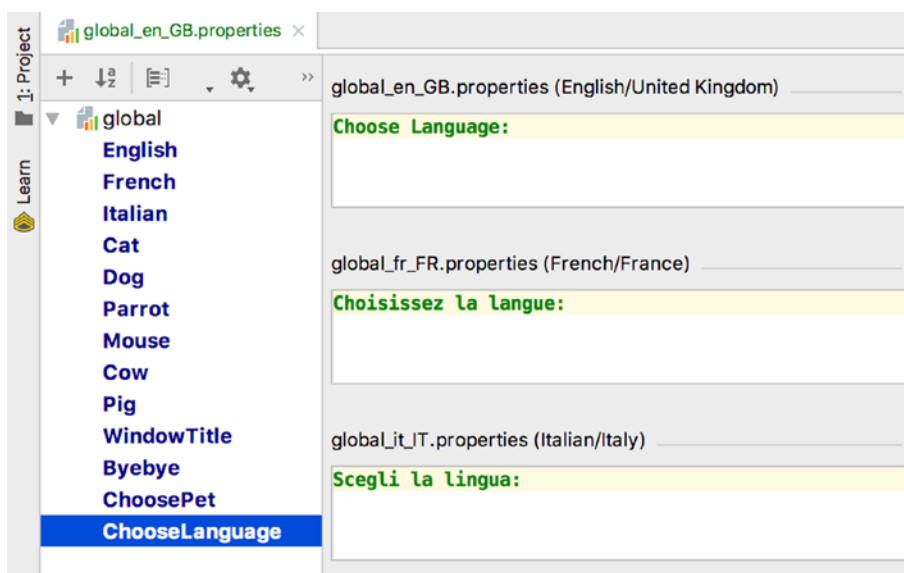 global_en_GB.properties
1: Project
Learn
global
English
French
Italian
Cat
Dog
Parrot
Mouse
Cow
Pig
WindowTitle
Byebye
ChoosePet
ChooseLanguage
global_en_GB.properties (English/United Kingdom)
Choose Language:
global_fr_FR.properties (French/France)
Choisissez la langue:
global_it_IT.properties (Italian/Italy)
Scegli la lingua: